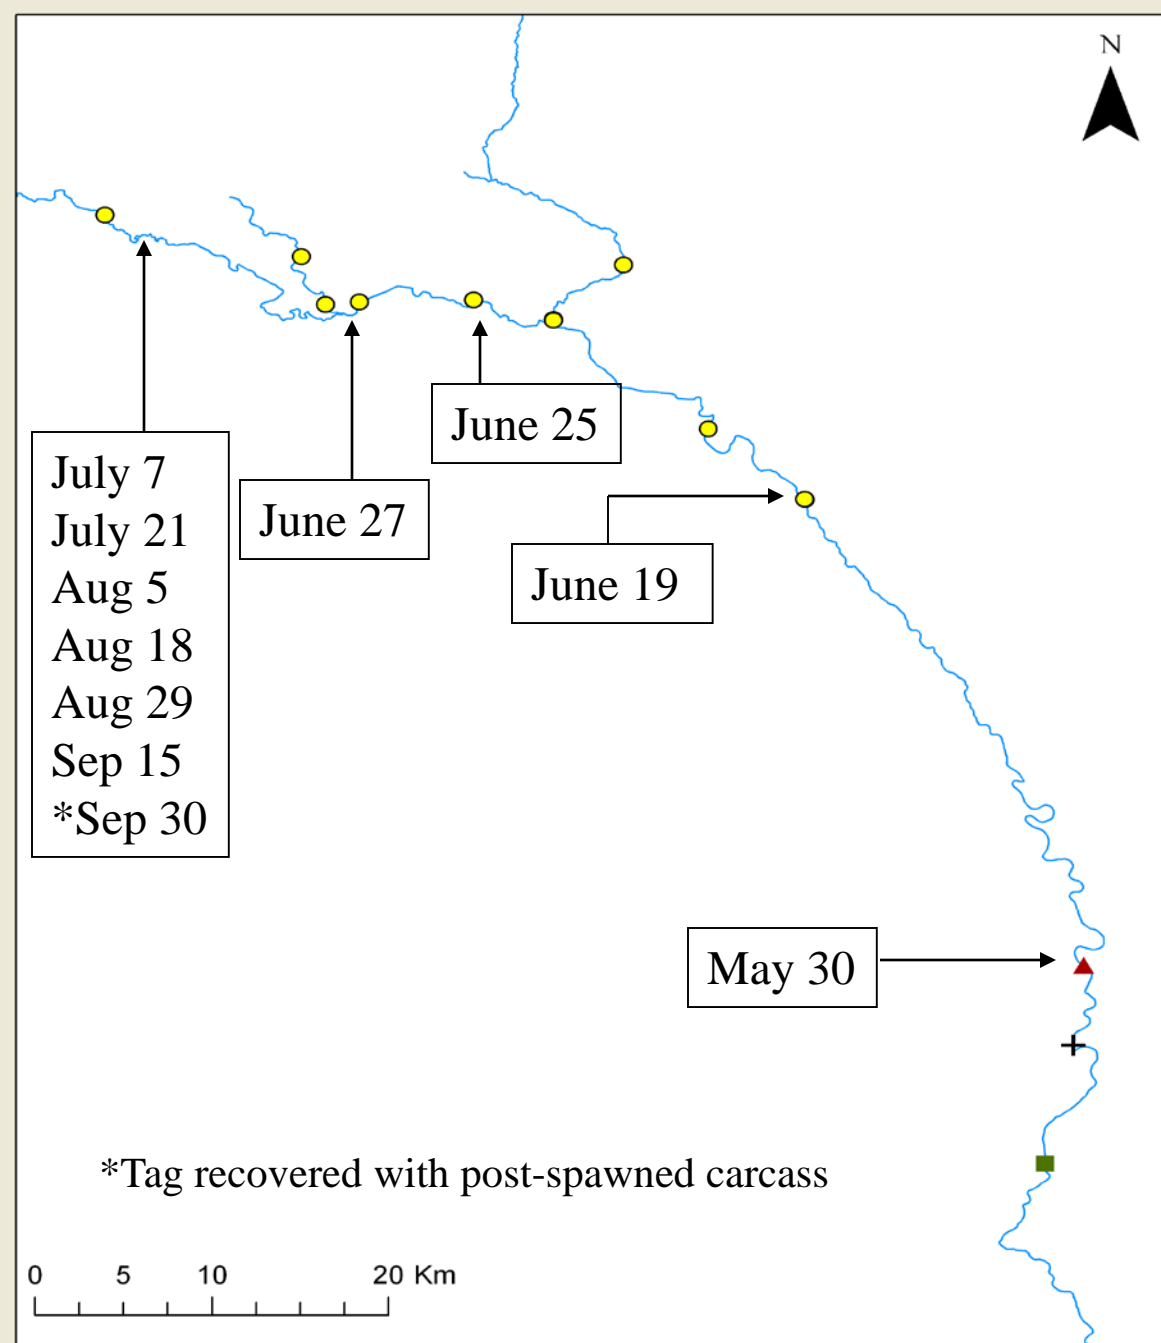 N
June 25
July 7
July 21
Aug 5
Aug 18
Aug 29
Sep 15
*Sep 30
June 27
June 19
May 30
*Tag recovered with post-spawned carcass
0 5 10 20 Km